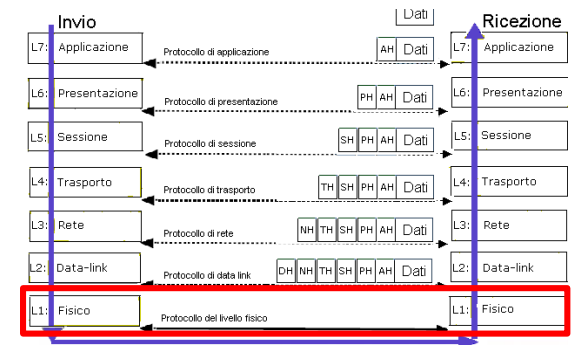 Invio
Dati
Ricezione
L7: Applicazione
Protocollo di applicazione
AH Dati
L7: Applicazione
L6: Presentazione
Protocollo di presentazione
PH AH Dati
L6: Presentazione
L5: Sessione
Protocollo di sessione
SH PH AH Dati
L5: Sessione
L4: Trasporto
Protocollo di trasporto
TH SH PH AH Dati
L4: Trasporto
L3: Rete
Protocollo di rete
NH TH SH PH AH Dati
L3: Rete
L2: Data-link
Protocollo di data link
DH NH TH SH PH AH Dati
L2: Data-link
L1: Fisico
Protocollo del livello fisico
L1: Fisico